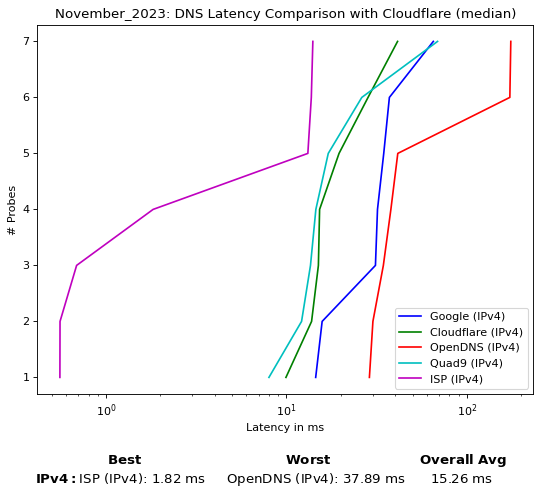 November_2023: DNS Latency Comparison with Cloudflare (median)
7
6
5
4
3
2
1
# Probes
Google (IPv4)
Cloudflare (IPv4)
OpenDNS (IPv4)
Quad9 (IPv4)
ISP (IPv4)
10⁰ 10¹ 10²
Latency in ms
Best Worst Overall Avg
IPv4: ISP (IPv4): 1.82 ms OpenDNS (IPv4): 37.89 ms 15.26 ms